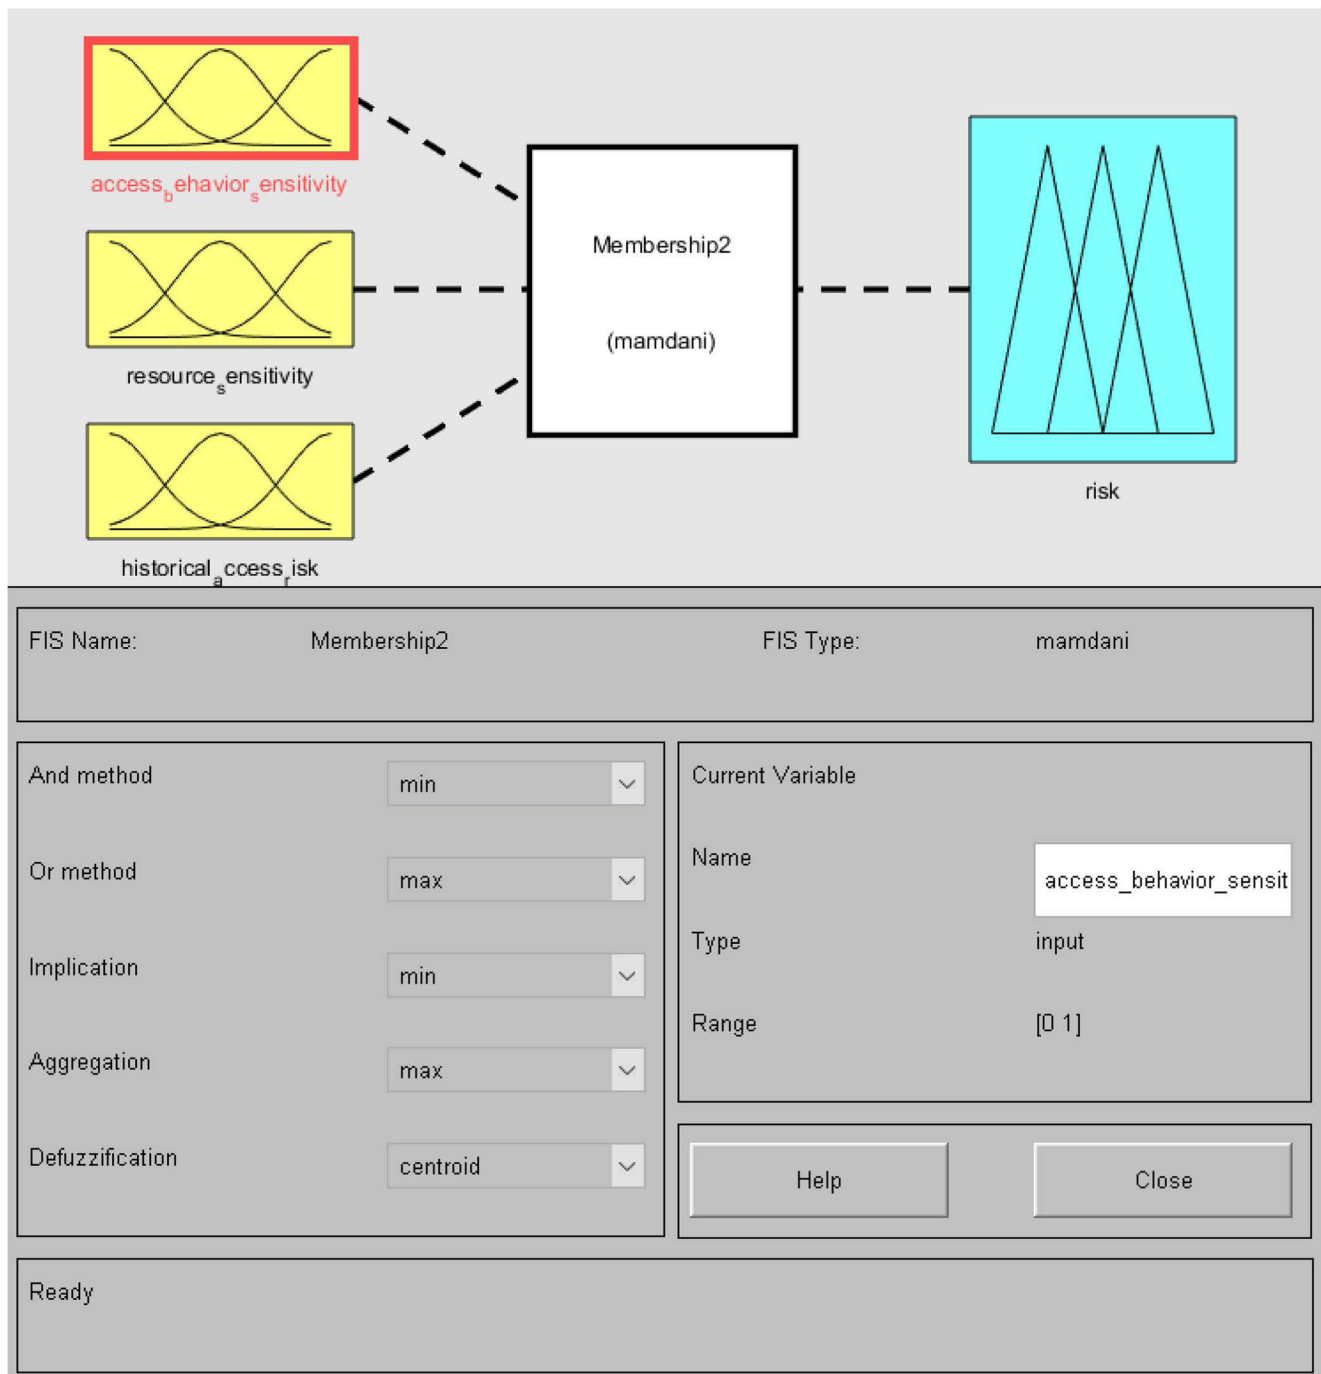 access_behavior_sensitivity
Membership2
resource_sensitivity
(mamdani)
historical_access_risk
risk
FIS Name: Membership2 FIS Type: mamdani
And method min
Or method max
Implication min
Aggregation max
Defuzzification centroid
Current Variable
Name access_behavior_sensit
Type input
Range [0 1]
Help Close
Ready